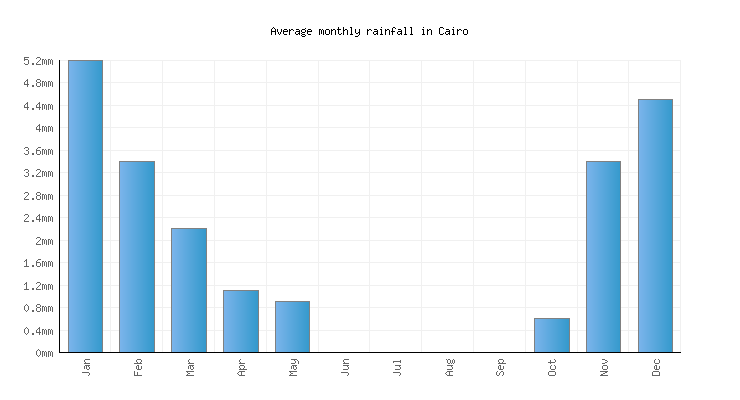 Average monthly rainfall in Cairo
5.2mm
4.8mm
4.4mm
4mm
3.6mm
3.2mm
2.8mm
2.4mm
2mm
1.6mm
1.2mm
0.8mm
0.4mm
0mm
Jan
Feb
Mar
Apr
May
Jun
Jul
Aug
Sep
Oct
Nov
Dec